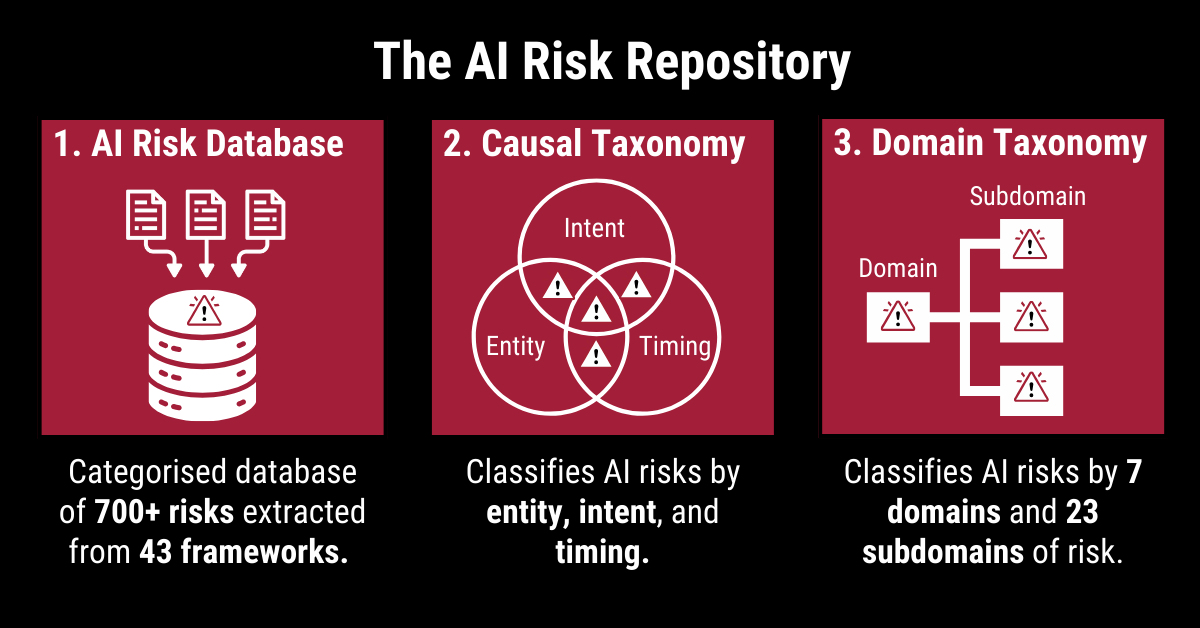 The AI Risk Repository
1. AI Risk Database
Categorised database
of 700+ risks extracted
from 43 frameworks.
2. Causal Taxonomy
Intent
Entity
Timing
Classifies AI risks by
entity, intent, and
timing.
3. Domain Taxonomy
Subdomain
Domain
Classifies AI risks by 7
domains and 23
subdomains of risk.